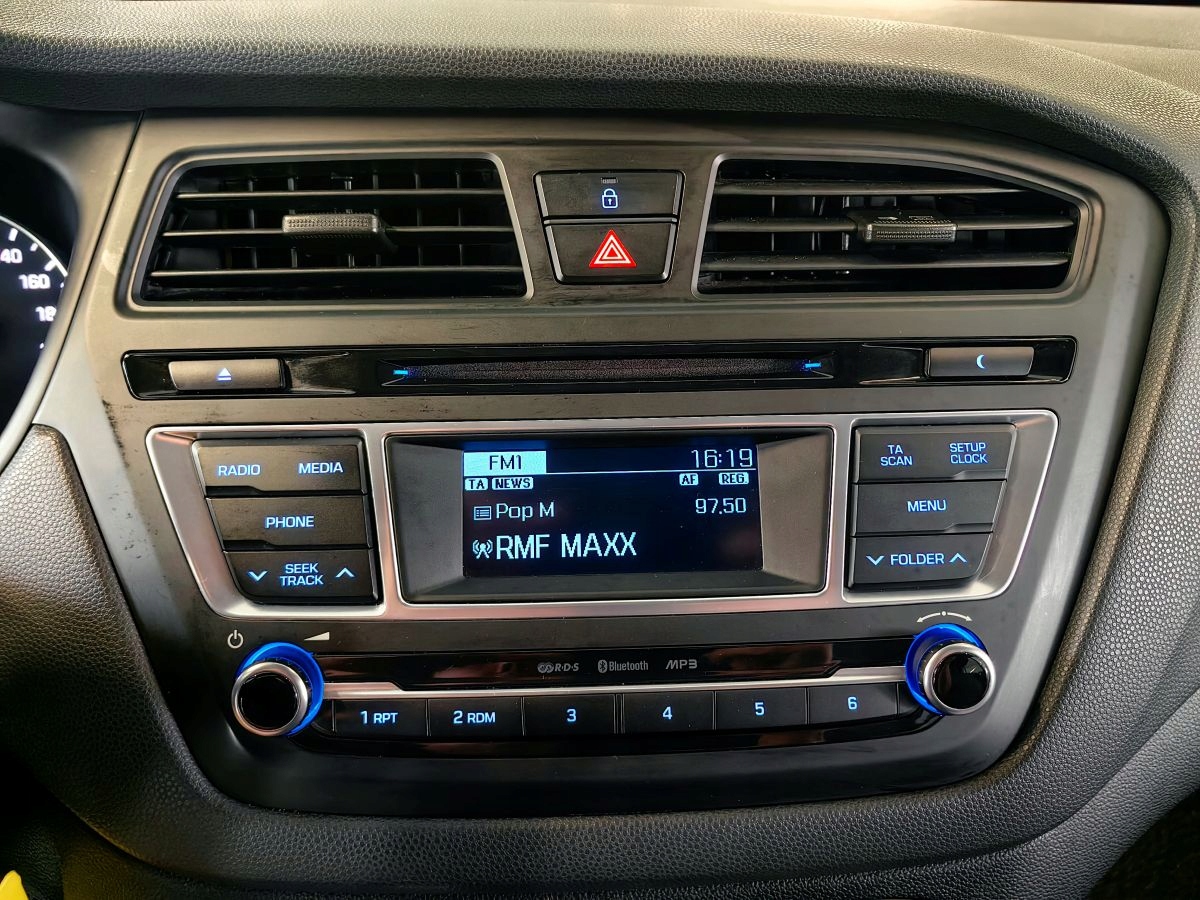 40
160
18
RADIO MEDIA
PHONE
SEEK
TRACK
FM1 16:19
TA NEWS AF REG
Pop M 97.50
RMF MAXX
TA
SCAN
SETUP
CLOCK
MENU
FOLDER
R·D·S Bluetooth MP3
1 RPT 2 RDM 3 4 5 6